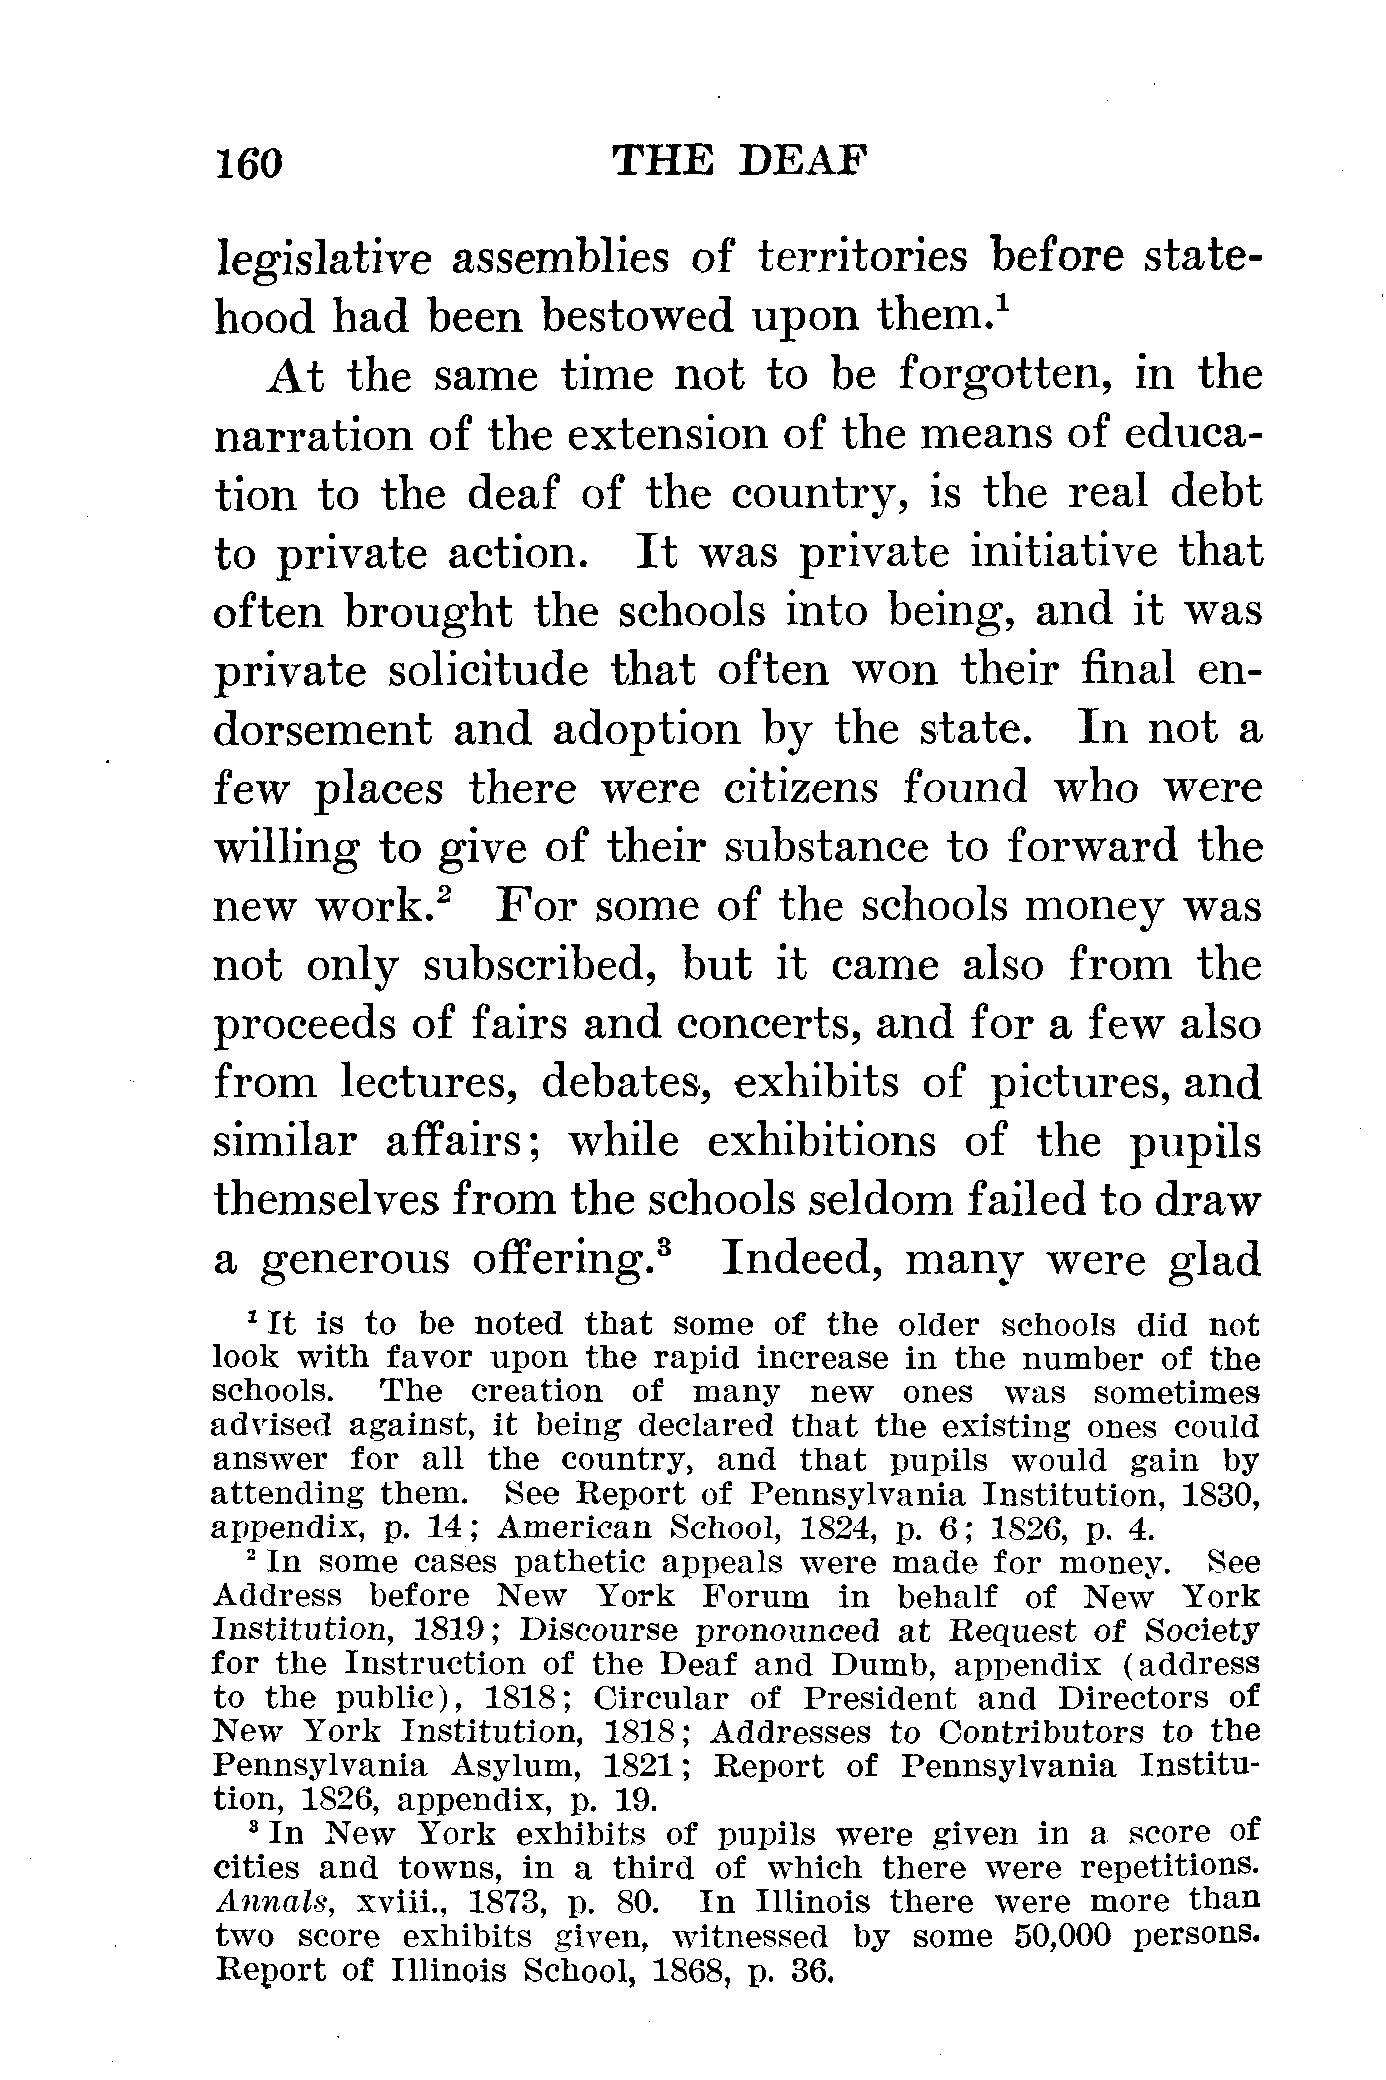 160 THE DEAF
legislative assemblies of territories before state-
hood had been bestowed upon them.¹
At the same time not to be forgotten, in the
narration of the extension of the means of educa-
tion to the deaf of the country, is the real debt
to private action. It was private initiative that
often brought the schools into being, and it was
private solicitude that often won their final en-
dorsement and adoption by the state. In not a
few places there were citizens found who were
willing to give of their substance to forward the
new work.² For some of the schools money was
not only subscribed, but it came also from the
proceeds of fairs and concerts, and for a few also
from lectures, debates, exhibits of pictures, and
similar affairs; while exhibitions of the pupils
themselves from the schools seldom failed to draw
a generous offering.³ Indeed, many were glad
¹ It is to be noted that some of the older schools did not
look with favor upon the rapid increase in the number of the
schools. The creation of many new ones was sometimes
advised against, it being declared that the existing ones could
answer for all the country, and that pupils would gain by
attending them. See Report of Pennsylvania Institution, 1830,
appendix, p. 14; American School, 1824, p. 6; 1826, p. 4.
² In some cases pathetic appeals were made for money. See
Address before New York Forum in behalf of New York
Institution, 1819; Discourse pronounced at Request of Society
for the Instruction of the Deaf and Dumb, appendix (address
to the public), 1818; Circular of President and Directors of
New York Institution, 1818; Addresses to Contributors to the
Pennsylvania Asylum, 1821; Report of Pennsylvania Institu-
tion, 1826, appendix, p. 19.
³ In New York exhibits of pupils were given in a score of
cities and towns, in a third of which there were repetitions.
Annals, xviii., 1873, p. 80. In Illinois there were more than
two score exhibits given, witnessed by some 50,000 persons.
Report of Illinois School, 1868, p. 36.